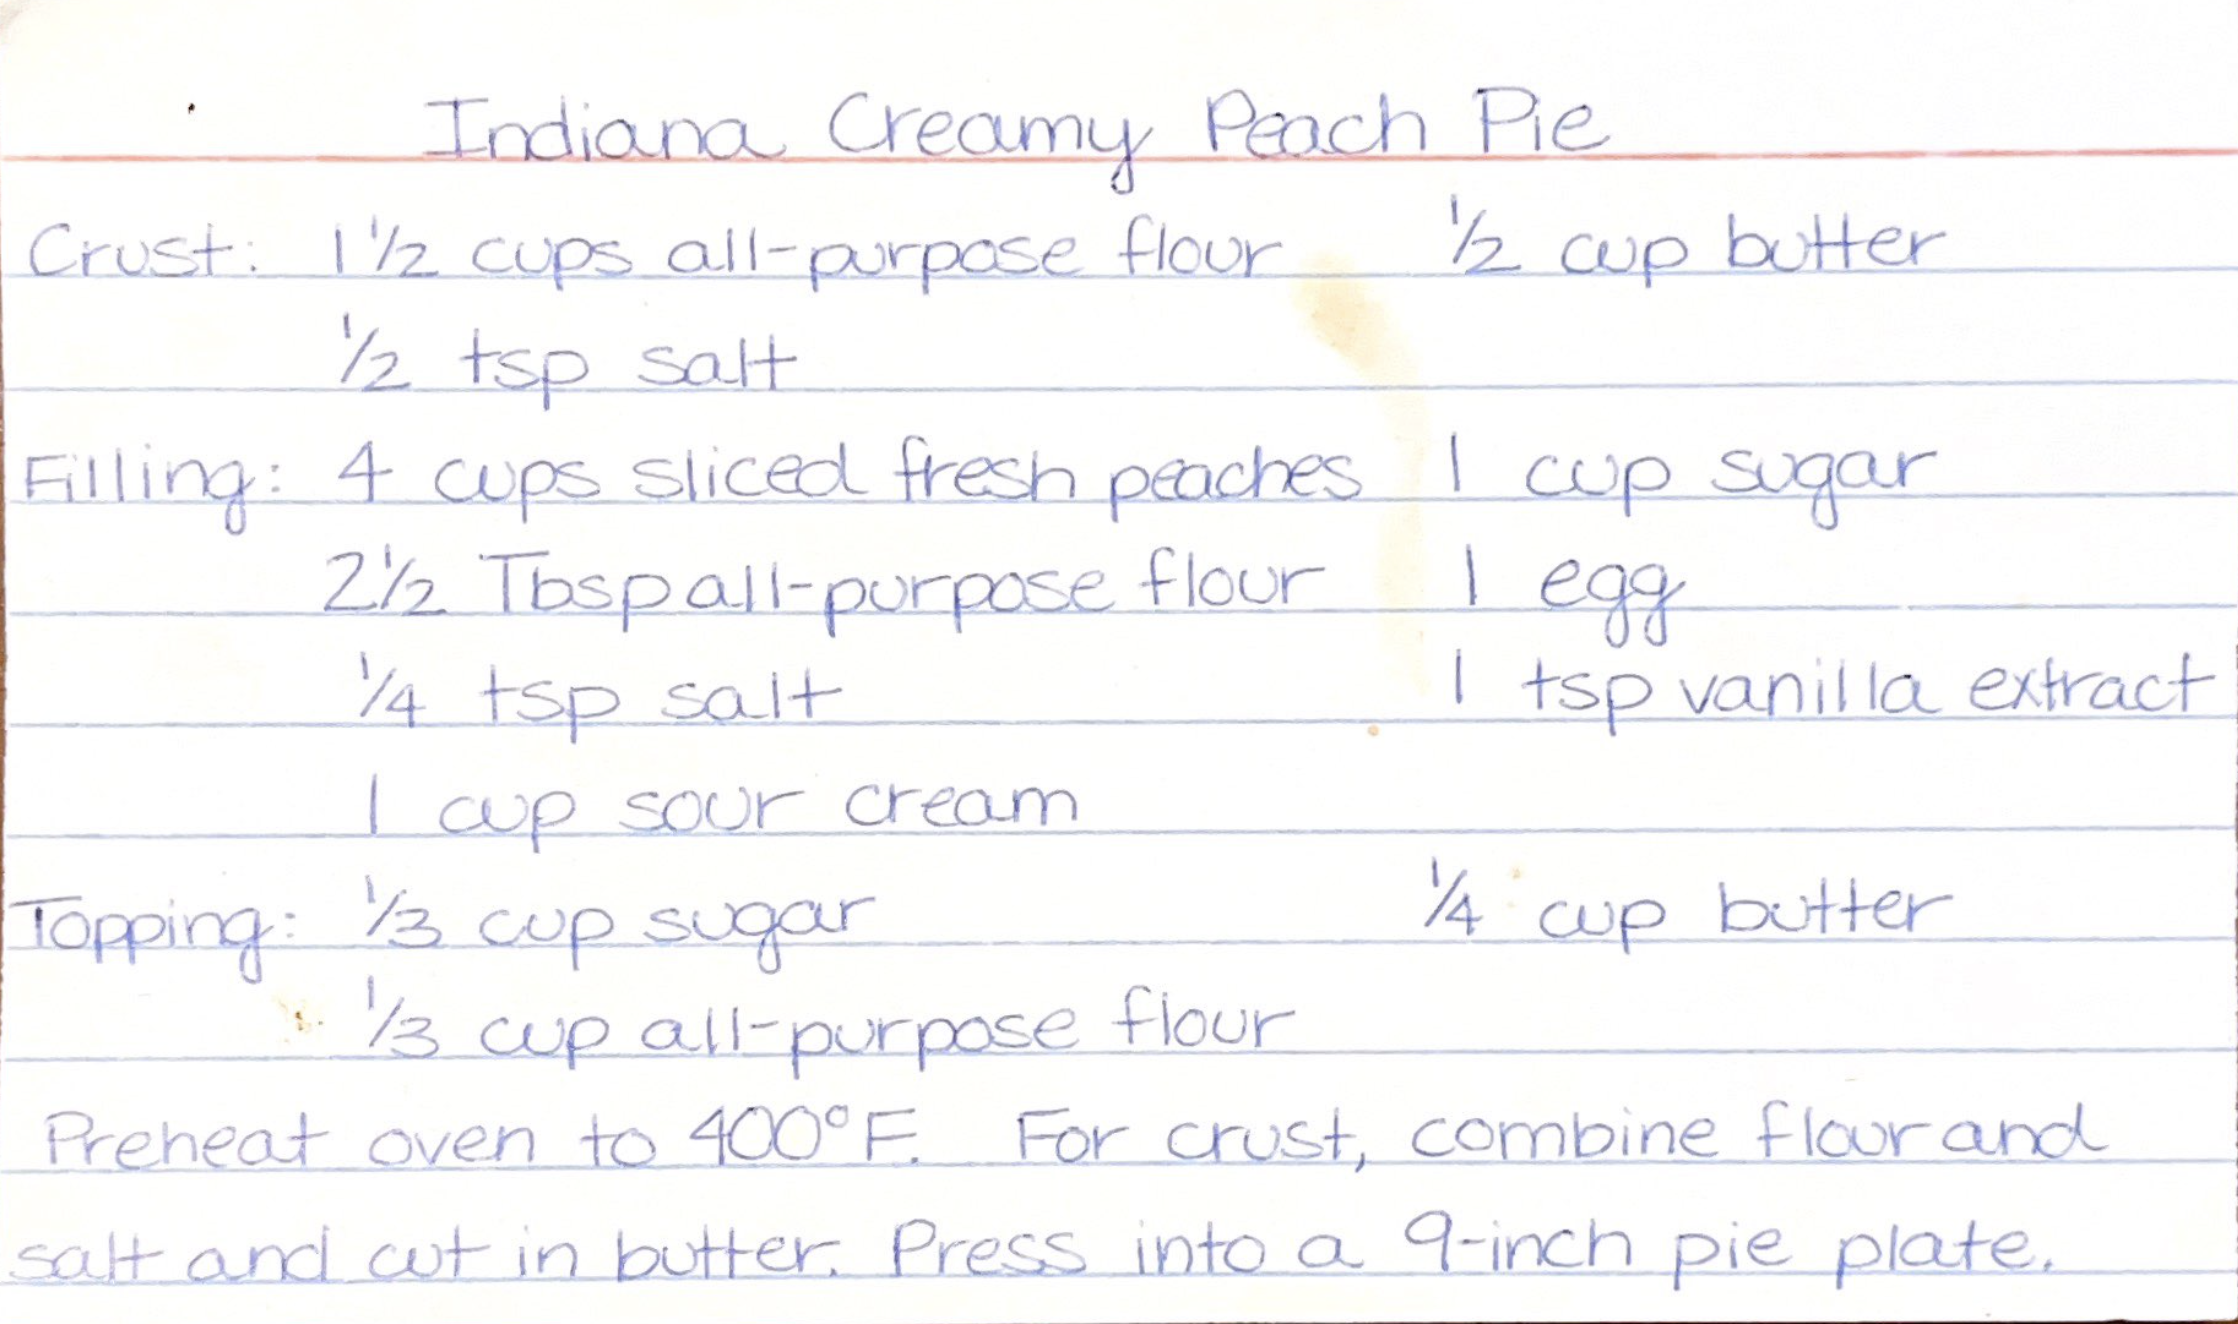 Indiana Creamy Peach Pie
Crust: 1 1/2 cups all-purpose flour 1/2 cup butter
1/2 tsp salt
Filling: 4 cups sliced fresh peaches 1 cup sugar
2 1/2 Tbsp all-purpose flour 1 egg
1/4 tsp salt 1 tsp vanilla extract
1 cup sour cream
Topping: 1/3 cup sugar 1/4 cup butter
1/3 cup all-purpose flour
Preheat oven to 400°F. For crust, combine flour and
salt and cut in butter. Press into a 9-inch pie plate.